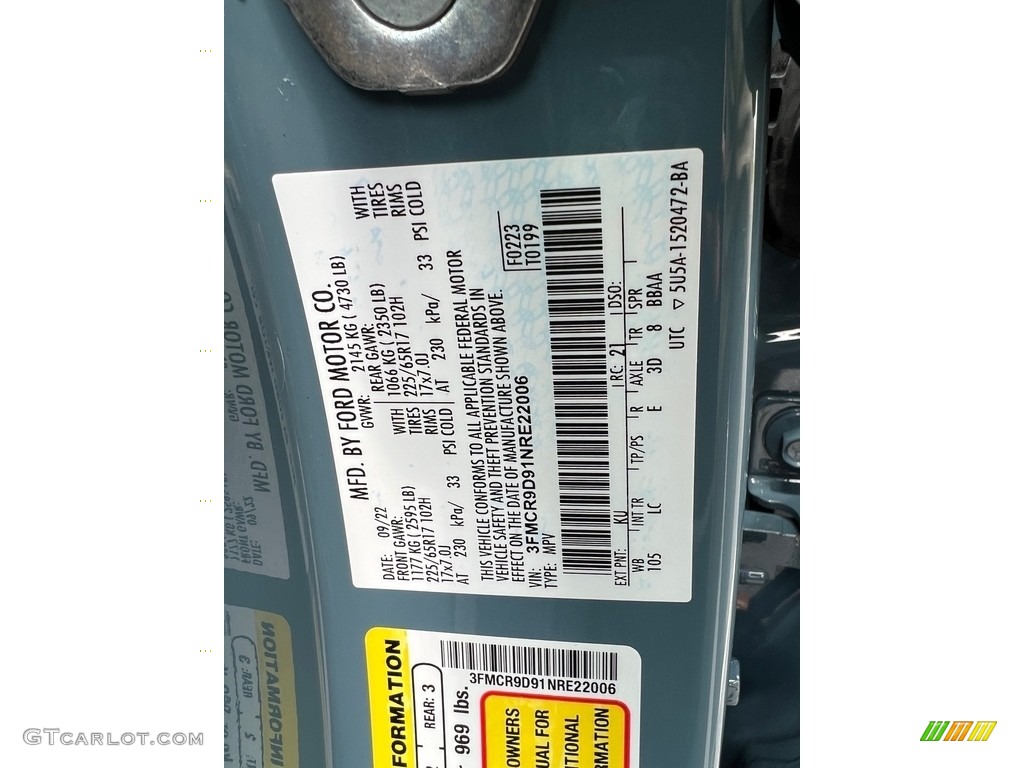 MFD. BY FORD MOTOR CO.
DATE: 09/22 GVWR: 2145 KG ( 4730 LB)
FRONT GAWR: REAR GAWR:
1177 KG ( 2595 LB) WITH 1066 KG ( 2350 LB) WITH
225/65R17 102H TIRES 225/65R17 102H TIRES
17x7.0J RIMS 17x7.0J RIMS
AT 230 kPa/ 33 PSI COLD AT 230 kPa/ 33 PSI COLD
THIS VEHICLE CONFORMS TO ALL APPLICABLE FEDERAL MOTOR
VEHICLE SAFETY AND THEFT PREVENTION STANDARDS IN
EFFECT ON THE DATE OF MANUFACTURE SHOWN ABOVE.
VIN: 3FMCR9D91NRE22006 F0223
TYPE: MPV T0199
EXT PNT: KU RC: 21 DSO:
WB INT TR TP/PS R AXLE TR SPR
105 LC E 3D 8 BBAA
UTC ▽ 5U5A-1520472-BA
FORMATION
REAR: 3
969 lbs.
3FMCR9D91NRE22006
OWNERS
UAL FOR
ITIONAL
RMATION
GTCarlot.com